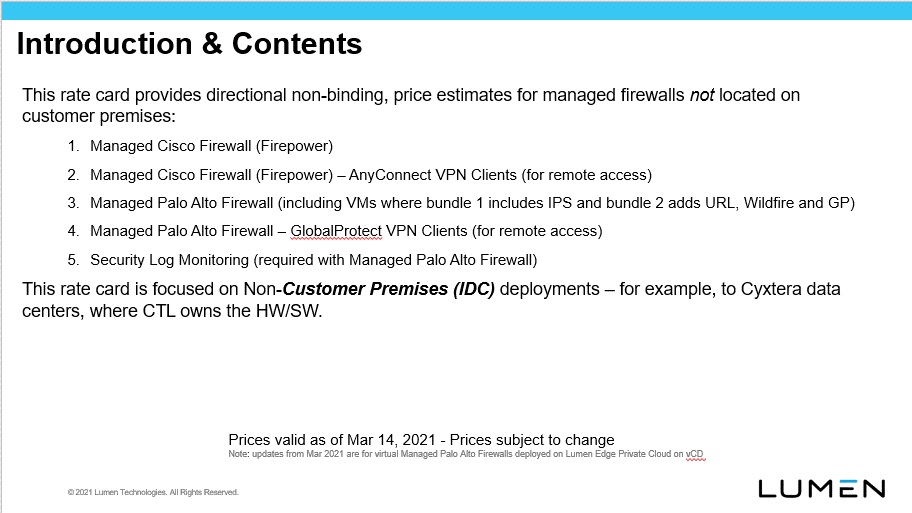 Introduction & Contents
This rate card provides directional non-binding, price estimates for managed firewalls not located on
customer premises:
1. Managed Cisco Firewall (Firepower)
2. Managed Cisco Firewall (Firepower) – AnyConnect VPN Clients (for remote access)
3. Managed Palo Alto Firewall (including VMs where bundle 1 includes IPS and bundle 2 adds URL, Wildfire and GP)
4. Managed Palo Alto Firewall – GlobalProtect VPN Clients (for remote access)
5. Security Log Monitoring (required with Managed Palo Alto Firewall)
This rate card is focused on Non-Customer Premises (IDC) deployments – for example, to Cyxtera data
centers, where CTL owns the HW/SW.
Prices valid as of Mar 14, 2021 - Prices subject to change
Note: updates from Mar 2021 are for virtual Managed Palo Alto Firewalls deployed on Lumen Edge Private Cloud on vCD
© 2021 Lumen Technologies. All Rights Reserved.
LUMEN